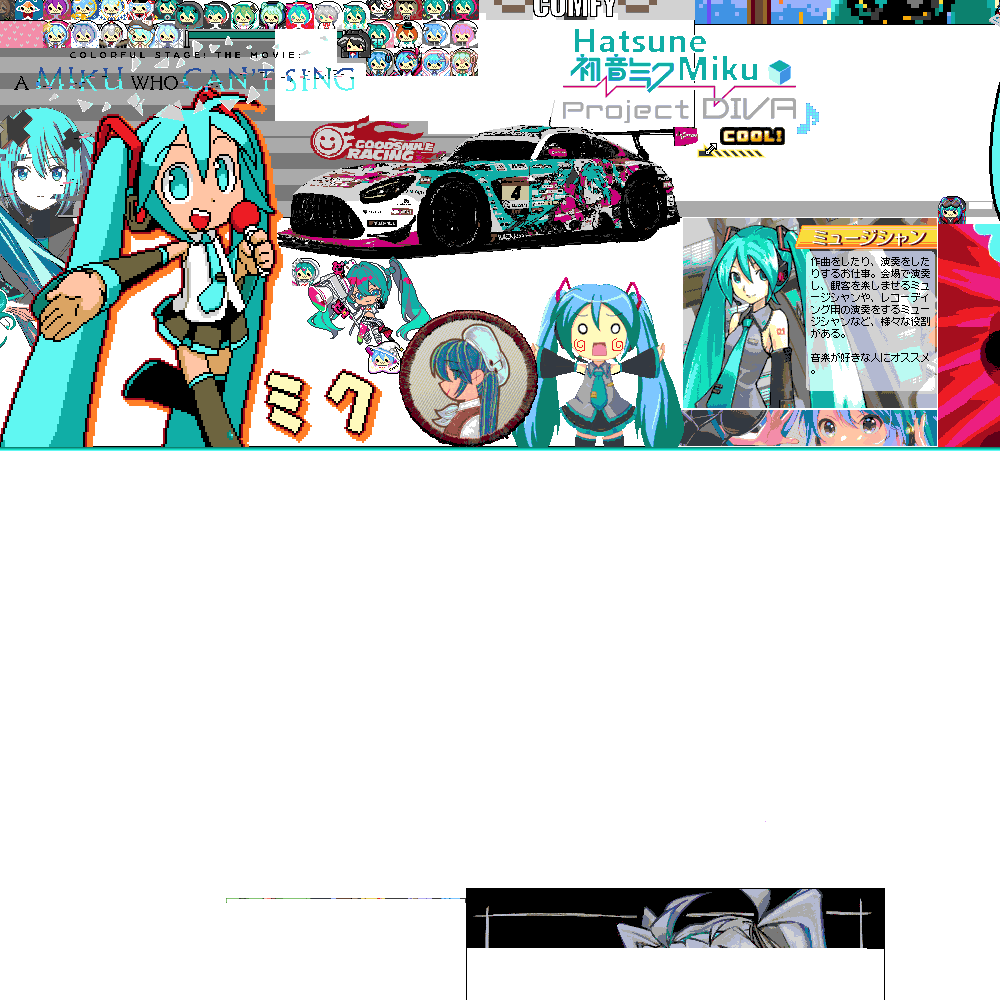 COMFY
COLORFUL STAGE! THE MOVIE:
A MIKU WHO CAN'T SING
Hatsune
初音ミク Miku
Project DIVA
COOL!
GOODSMILE
RACING
4
ミュージシャン
作曲をしたり、演奏をした
りするお仕事。会場で演奏
し、観客を楽しませるミュ
ージシャンや、レコーディ
ング用の演奏をするミュー
ジシャンなど、様々な役割
がある。
音楽が好きな人にオススメ
。
ミク